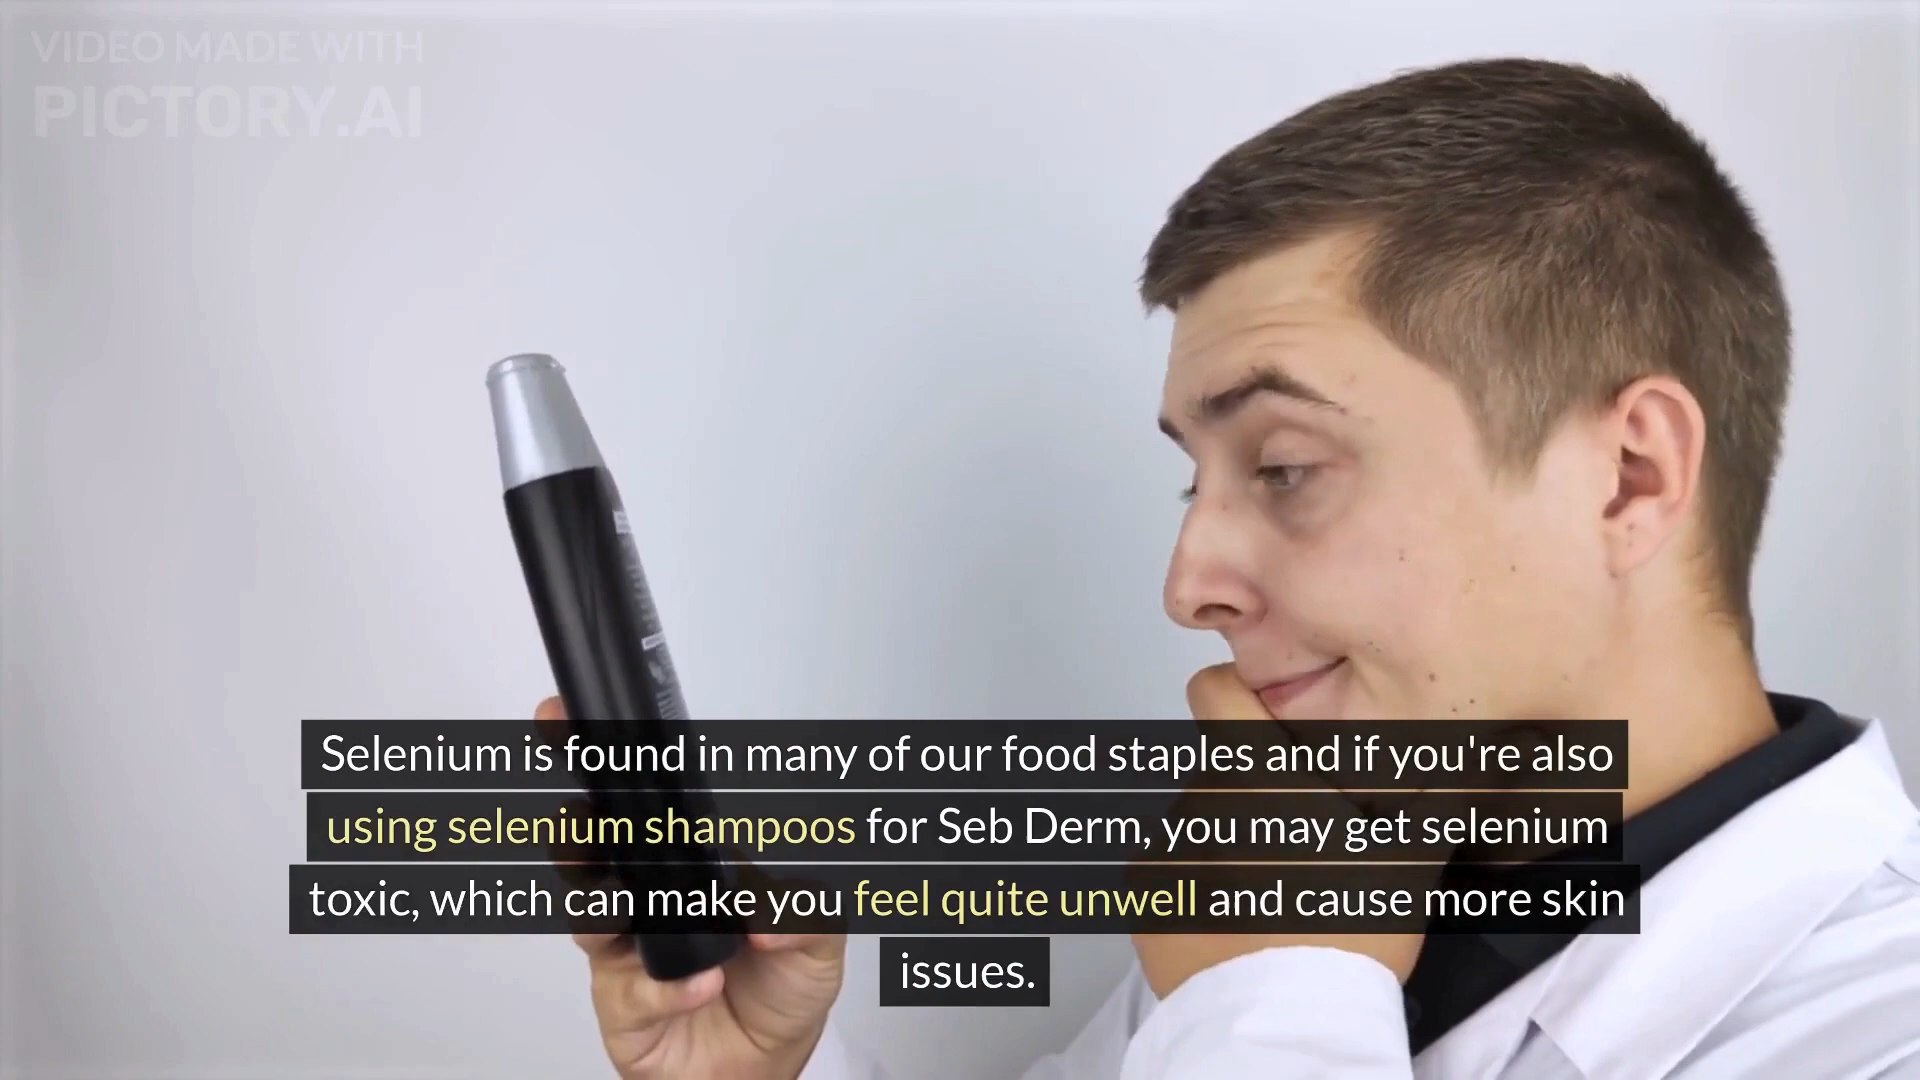 VIDEO MADE WITH
PICTORY.AI
Selenium is found in many of our food staples and if you're also
using selenium shampoos for Seb Derm, you may get selenium
toxic, which can make you feel quite unwell and cause more skin
issues.